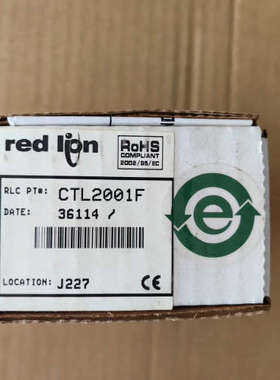 red lion
RoHS
COMPLIANT
2002/95/EC
RLC PT#: CTL2001F
DATE: 36114 /
LOCATION: J227
CE
e